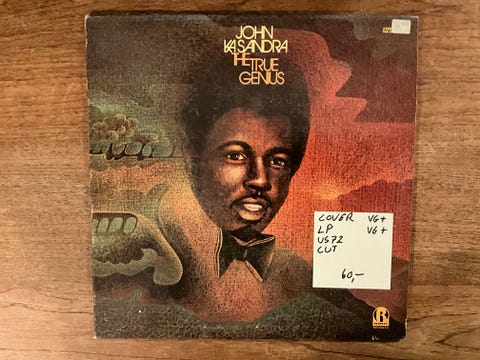 JOHN
KASANDRA
THE
TRUE
GENIUS
COVER VG+
LP VG+
US72
CUT
60,-